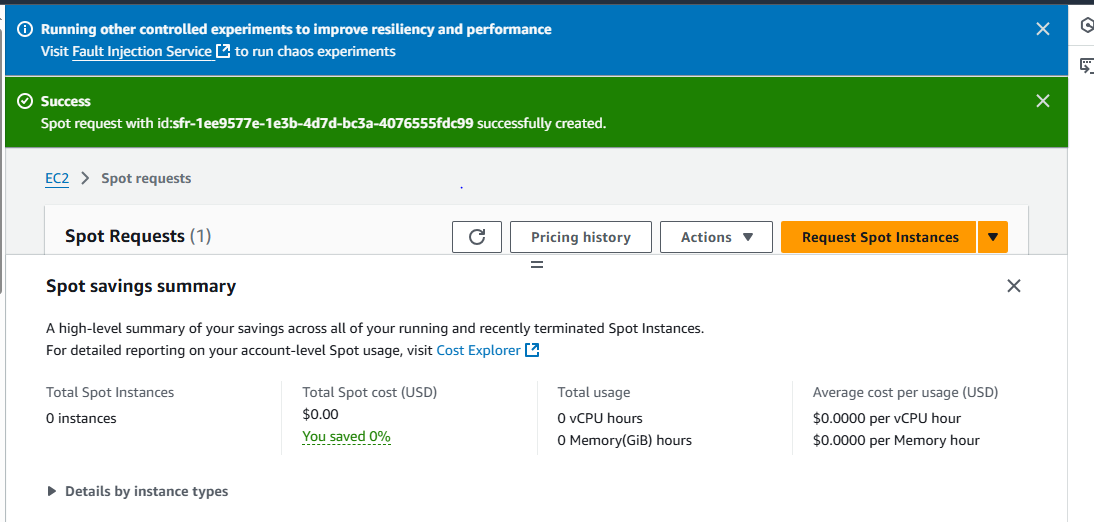 Running other controlled experiments to improve resiliency and performance
Visit Fault Injection Service to run chaos experiments
Success
Spot request with id:sfr-1ee9577e-1e3b-4d7d-bc3a-4076555fdc99 successfully created.
EC2 > Spot requests
Spot Requests (1)
Pricing history
Actions
Request Spot Instances
Spot savings summary
A high-level summary of your savings across all of your running and recently terminated Spot Instances.
For detailed reporting on your account-level Spot usage, visit Cost Explorer
Total Spot Instances
0 instances
Total Spot cost (USD)
$0.00
You saved 0%
Total usage
0 vCPU hours
0 Memory(GiB) hours
Average cost per usage (USD)
$0.0000 per vCPU hour
$0.0000 per Memory hour
Details by instance types